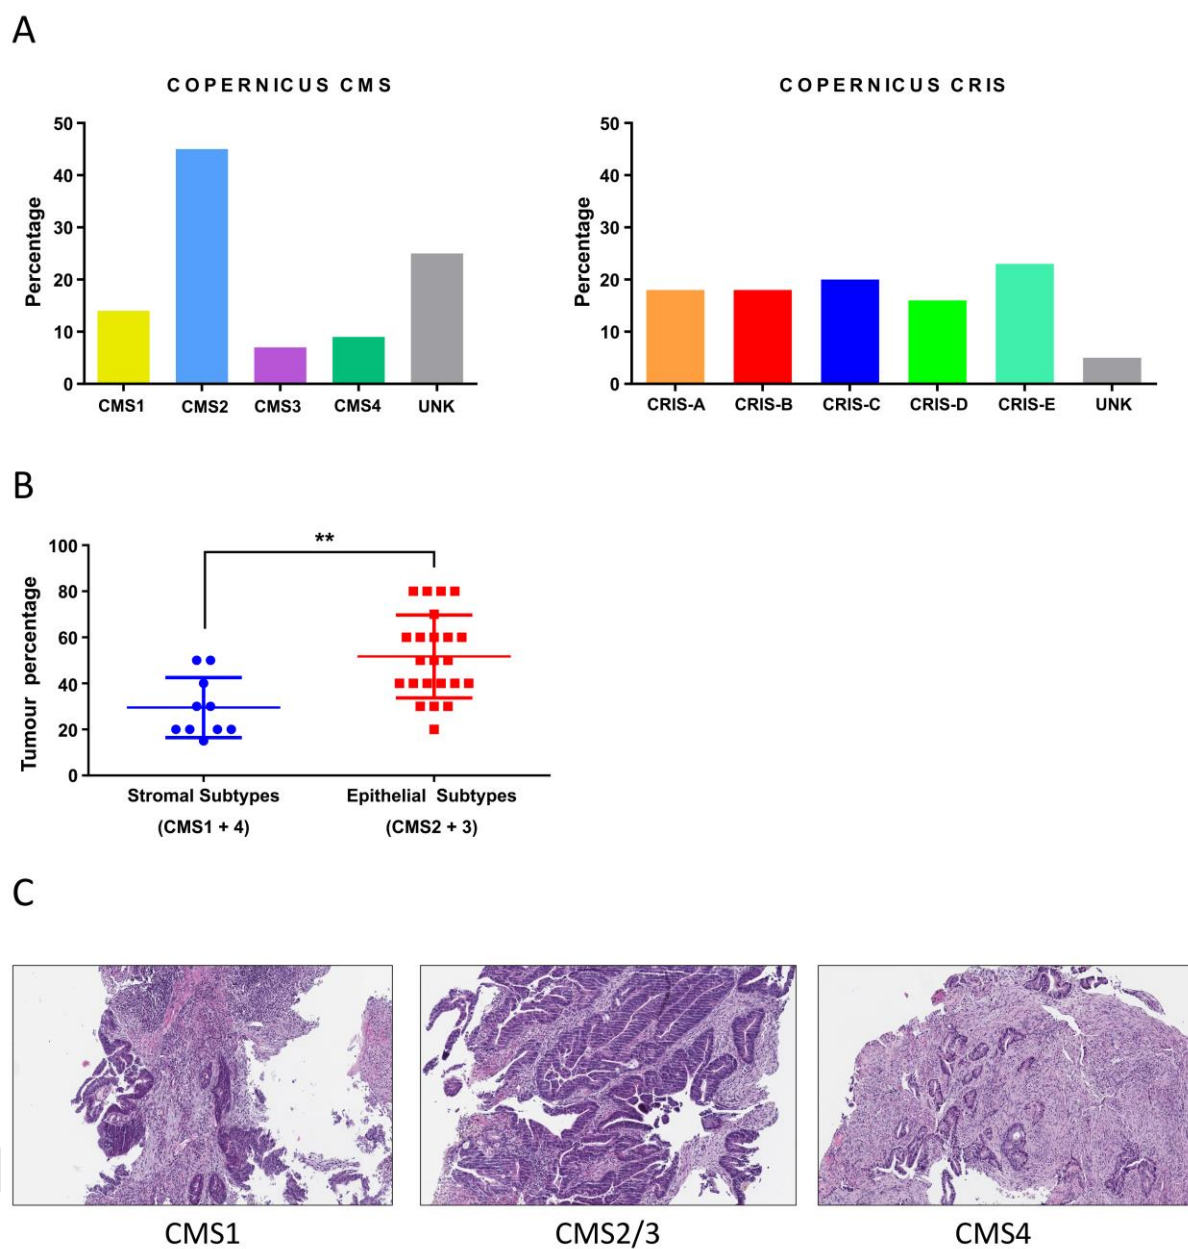 A
COPERNICUS CMS
50
40
30
20
10
0
Percentage
CMS1 CMS2 CMS3 CMS4 UNK
COPERNICUS CRIS
50
40
30
20
10
0
Percentage
CRIS-A CRIS-B CRIS-C CRIS-D CRIS-E UNK
B
100
80
60
40
20
0
Tumour percentage
**
Stromal Subtypes
(CMS1 + 4)
Epithelial Subtypes
(CMS2 + 3)
C
CMS1 CMS2/3 CMS4